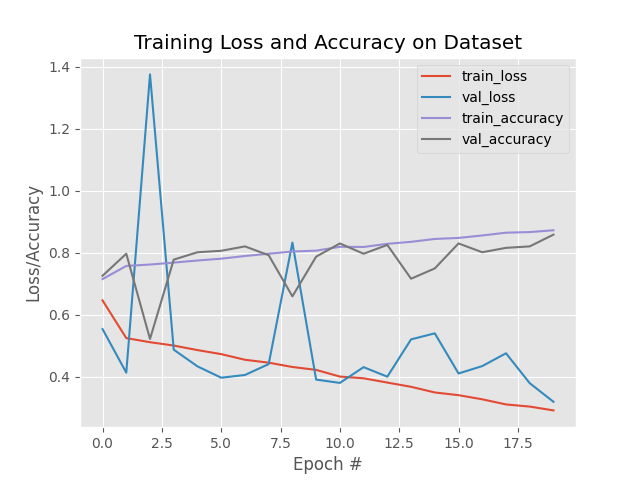 Training Loss and Accuracy on Dataset
train_loss
val_loss
train_accuracy
val_accuracy
Loss/Accuracy
1.4
1.2
1.0
0.8
0.6
0.4
0.0 2.5 5.0 7.5 10.0 12.5 15.0 17.5
Epoch #